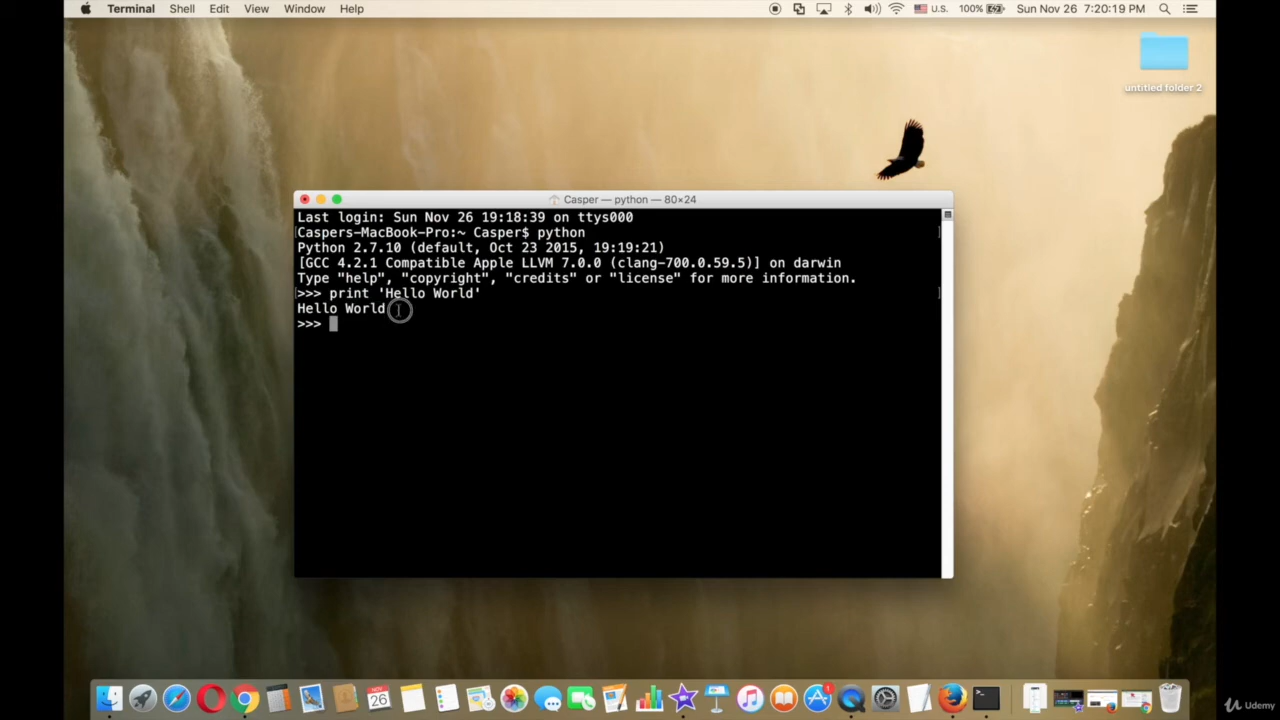 Terminal Shell Edit View Window Help U.S. 100% Sun Nov 26 7:20:19 PM
untitled folder 2
Casper — python — 80×24
Last login: Sun Nov 26 19:18:39 on ttys000
Caspers-MacBook-Pro:~ Casper$ python
Python 2.7.10 (default, Oct 23 2015, 19:19:21)
[GCC 4.2.1 Compatible Apple LLVM 7.0.0 (clang-700.0.59.5)] on darwin
Type "help", "copyright", "credits" or "license" for more information.
>>> print 'Hello World'
Hello World
>>>
NOV
26
1
Udemy